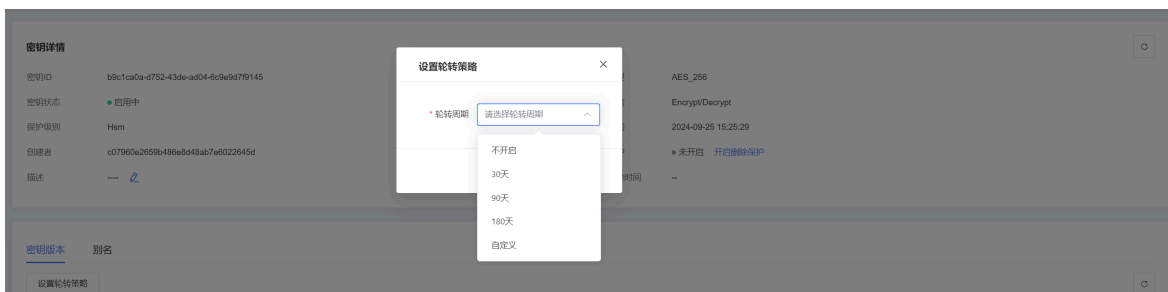 密钥详情
设置轮转策略
密钥ID b9c1ca0a-d752-43de-ad04-6c9e9d7f9145 AES_256
密钥状态 启用中 Encrypt/Decrypt
* 轮转周期 请选择轮转周期
保护级别 Hsm 2024-09-25 15:25:29
创建者 c07960e2659b486e8d48ab7e6022645d 未开启 开启删除保护
不开启
描述 ---- --
30天
90天
180天
自定义
密钥版本 别名
设置轮转策略